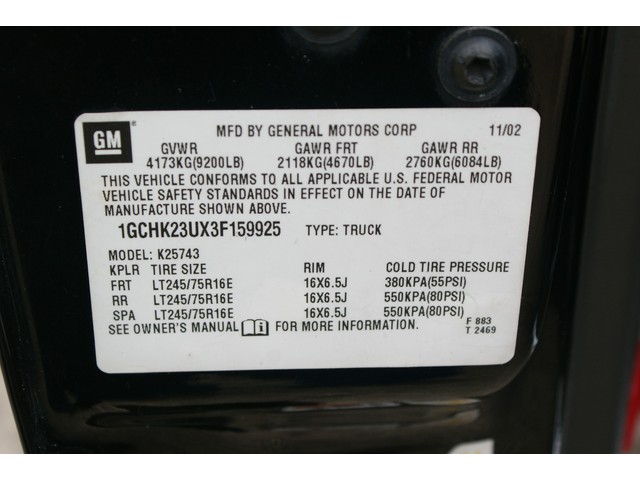 GM MFD BY GENERAL MOTORS CORP 11/02
GVWR GAWR FRT GAWR RR
4173KG(9200LB) 2118KG(4670LB) 2760KG(6084LB)
THIS VEHICLE CONFORMS TO ALL APPLICABLE U.S. FEDERAL MOTOR
VEHICLE SAFETY STANDARDS IN EFFECT ON THE DATE OF
MANUFACTURE SHOWN ABOVE.
1GCHK23UX3F159925 TYPE: TRUCK
MODEL: K25743
KPLR TIRE SIZE RIM COLD TIRE PRESSURE
FRT LT245/75R16E 16X6.5J 380KPA(55PSI)
RR LT245/75R16E 16X6.5J 550KPA(80PSI)
SPA LT245/75R16E 16X6.5J 550KPA(80PSI)
SEE OWNER'S MANUAL FOR MORE INFORMATION.
F 883
T 2469